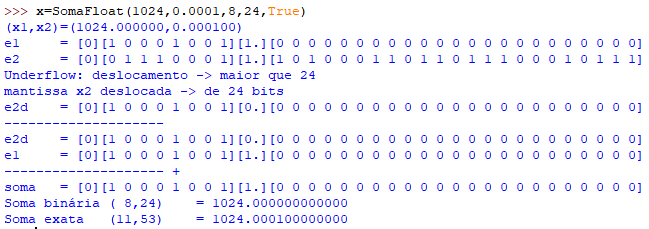 >>> x=SomaFloat(1024,0.0001,8,24,True)
(x1,x2)=(1024.000000,0.000100)
e1    = [0][1 0 0 0 1 0 0 1][1.][0 0 0 0 0 0 0 0 0 0 0 0 0 0 0 0 0 0 0 0 0 0 0]
e2    = [0][0 1 1 1 0 0 0 1][1.][1 0 1 0 0 0 1 1 0 1 1 0 1 1 1 0 0 0 1 0 1 1 1]
Underflow: deslocamento -> maior que 24
mantissa x2 deslocada -> de 24 bits
e2d   = [0][1 0 0 0 1 0 0 1][0.][0 0 0 0 0 0 0 0 0 0 0 0 0 0 0 0 0 0 0 0 0 0 0]
--------------------
e2d   = [0][1 0 0 0 1 0 0 1][0.][0 0 0 0 0 0 0 0 0 0 0 0 0 0 0 0 0 0 0 0 0 0 0]
e1    = [0][1 0 0 0 1 0 0 1][1.][0 0 0 0 0 0 0 0 0 0 0 0 0 0 0 0 0 0 0 0 0 0 0]
-------------------- +
soma  = [0][1 0 0 0 1 0 0 1][1.][0 0 0 0 0 0 0 0 0 0 0 0 0 0 0 0 0 0 0 0 0 0 0]
Soma binária ( 8,24)    = 1024.000000000000
Soma exata   (11,53)    = 1024.000100000000